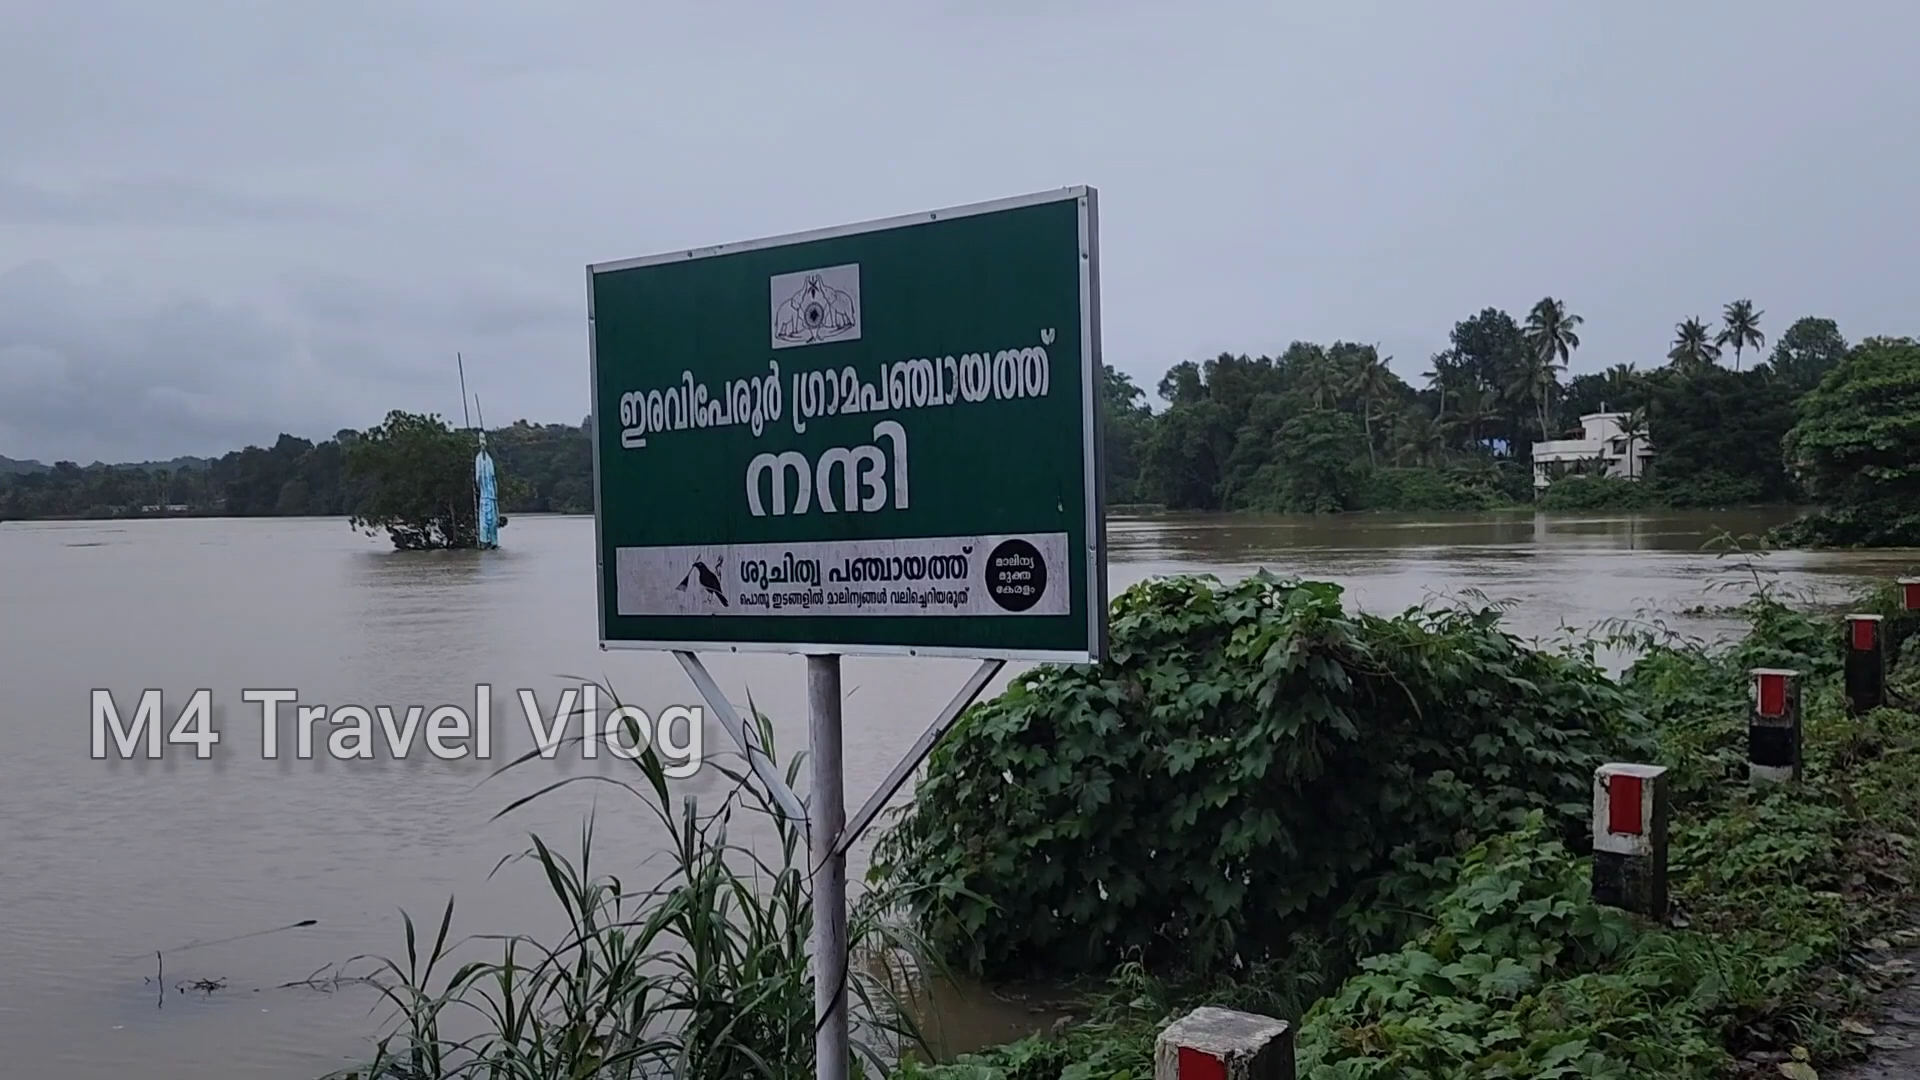 ഇരവിപേരൂർ ഗ്രാമപഞ്ചായത്ത്
നന്ദി
ശുചിത്വ പഞ്ചായത്ത്
പൊതു ഇടങ്ങളിൽ മാലിന്യങ്ങൾ വലിച്ചെറിയരുത്
മാലിന്യ
മുക്ത
കേരളം
M4 Travel Vlog